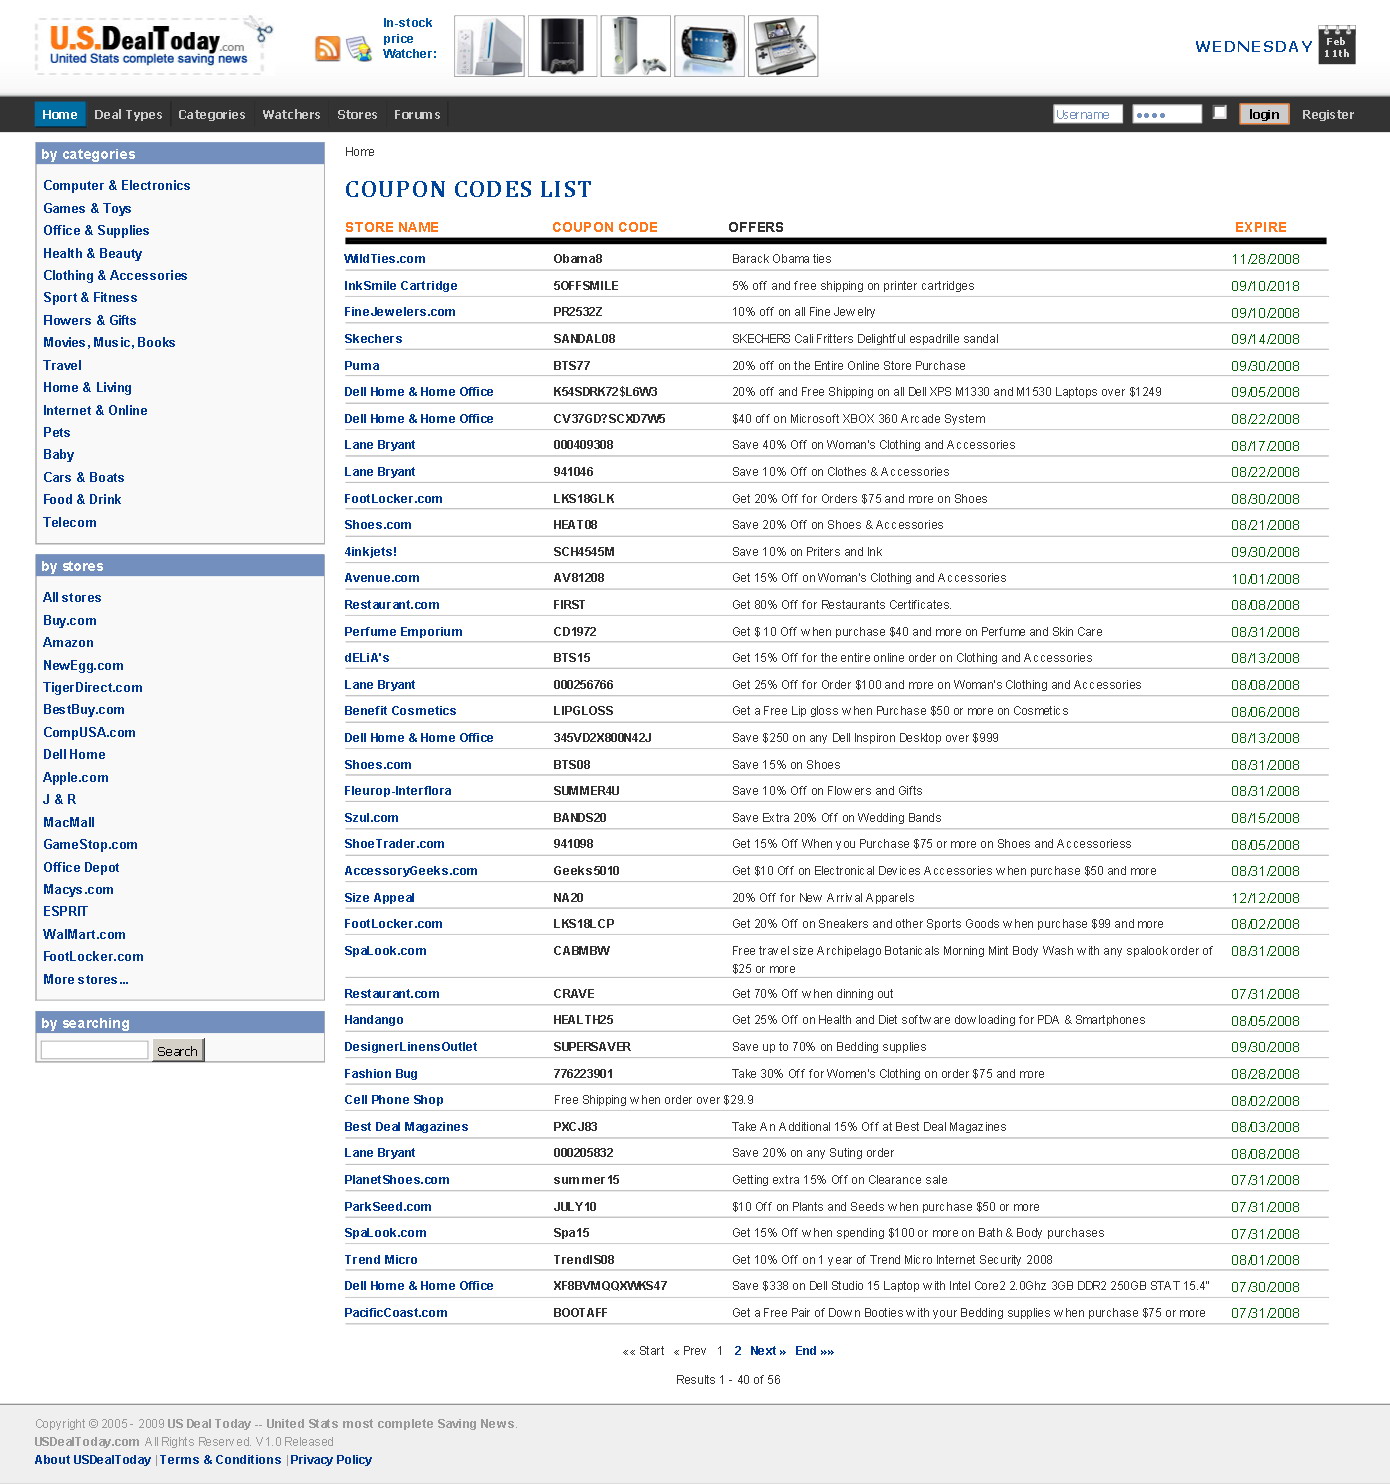 U.S.DealToday.com
United Stats complete saving news
In-stock
price
Watcher:
WEDNESDAY
Feb
11th
Home Deal Types Categories Watchers Stores Forums Username login Register
by categories
Computer & Electronics
Games & Toys
Office & Supplies
Health & Beauty
Clothing & Accessories
Sport & Fitness
Flowers & Gifts
Movies, Music, Books
Travel
Home & Living
Internet & Online
Pets
Baby
Cars & Boats
Food & Drink
Telecom
by stores
All stores
Buy.com
Amazon
NewEgg.com
TigerDirect.com
BestBuy.com
CompUSA.com
Dell Home
Apple.com
J & R
MacMall
GameStop.com
Office Depot
Macys.com
ESPRIT
WalMart.com
FootLocker.com
More stores...
by searching
Search
Home
COUPON CODES LIST
STORE NAME COUPON CODE OFFERS EXPIRE
WildTies.com Obama8 Barack Obama ties 11/28/2008
InkSmile Cartridge 5OFFSMILE 5% off and free shipping on printer cartridges 09/10/2018
FineJewelers.com PR2532Z 10% off on all Fine Jewelry 09/10/2008
Skechers SANDAL08 SKECHERS Cali Fritters Delightful espadrille sandal 09/14/2008
Puma BTS77 20% off on the Entire Online Store Purchase 09/30/2008
Dell Home & Home Office K54SDRK72$L6W3 20% off and Free Shipping on all Dell XPS M1330 and M1530 Laptops over $1249 09/05/2008
Dell Home & Home Office CV37GD?SCXD7W5 $40 off on Microsoft XBOX 360 Arcade System 08/22/2008
Lane Bryant 000409308 Save 40% Off on Woman's Clothing and Accessories 08/17/2008
Lane Bryant 941046 Save 10% Off on Clothes & Accessories 08/22/2008
FootLocker.com LKS18GLK Get 20% Off for Orders $75 and more on Shoes 08/30/2008
Shoes.com HEAT08 Save 20% Off on Shoes & Accessories 08/21/2008
4inkjets! SCH4545M Save 10% on Priters and Ink 09/30/2008
Avenue.com AV81208 Get 15% Off on Woman's Clothing and Accessories 10/01/2008
Restaurant.com FIRST Get 80% Off for Restaurants Certificates. 08/08/2008
Perfume Emporium CD1972 Get $10 Off when purchase $40 and more on Perfume and Skin Care 08/31/2008
dELiA's BTS15 Get 15% Off for the entire online order on Clothing and Accessories 08/13/2008
Lane Bryant 000256766 Get 25% Off for Order $100 and more on Woman's Clothing and Accessories 08/08/2008
Benefit Cosmetics LIPGLOSS Get a Free Lip gloss when Purchase $50 or more on Cosmetics 08/06/2008
Dell Home & Home Office 345VD2X800N42J Save $250 on any Dell Inspiron Desktop over $999 08/13/2008
Shoes.com BTS08 Save 15% on Shoes 08/31/2008
Fleurop-Interflora SUMMER4U Save 10% Off on Flowers and Gifts 08/31/2008
Szul.com BANDS20 Save Extra 20% Off on Wedding Bands 08/15/2008
ShoeTrader.com 941098 Get 15% Off When you Purchase $75 or more on Shoes and Accessoriess 08/05/2008
AccessoryGeeks.com Geeks5010 Get $10 Off on Electronical Devices Accessories when purchase $50 and more 08/31/2008
Size Appeal NA20 20% Off for New Arrival Apparels 12/12/2008
FootLocker.com LKS18LCP Get 20% Off on Sneakers and other Sports Goods when purchase $99 and more 08/02/2008
SpaLook.com CABMBW Free travel size Archipelago Botanicals Morning Mint Body Wash with any spalook order of 08/31/2008
$25 or more
Restaurant.com CRAVE Get 70% Off when dinning out 07/31/2008
Handango HEALTH25 Get 25% Off on Health and Diet software dowloading for PDA & Smartphones 08/05/2008
DesignerLinensOutlet SUPERSAVER Save up to 70% on Bedding supplies 09/30/2008
Fashion Bug 776223901 Take 30% Off for Women's Clothing on order $75 and more 08/28/2008
Cell Phone Shop Free Shipping when order over $29.9 08/02/2008
Best Deal Magazines PXCJ83 Take An Additional 15% Off at Best Deal Magazines 08/03/2008
Lane Bryant 000205832 Save 20% on any Suting order 08/08/2008
PlanetShoes.com summer15 Getting extra 15% Off on Clearance sale 07/31/2008
ParkSeed.com JULY10 $10 Off on Plants and Seeds when purchase $50 or more 07/31/2008
SpaLook.com Spa15 Get 15% Off when spending $100 or more on Bath & Body purchases 07/31/2008
Trend Micro TrendIS08 Get 10% Off on 1 year of Trend Micro Internet Security 2008 08/01/2008
Dell Home & Home Office XF8BVMQQXWKS47 Save $338 on Dell Studio 15 Laptop with Intel Core2 2.0Ghz 3GB DDR2 250GB STAT 15.4" 07/30/2008
PacificCoast.com BOOTAFF Get a Free Pair of Down Booties with your Bedding supplies when purchase $75 or more 07/31/2008
«« Start « Prev 1 2 Next » End »»
Results 1 - 40 of 56
Copyright © 2005 - 2009 US Deal Today -- United Stats most complete Saving News.
USDealToday.com All Rights Reserved. V1.0 Released
About USDealToday | Terms & Conditions | Privacy Policy